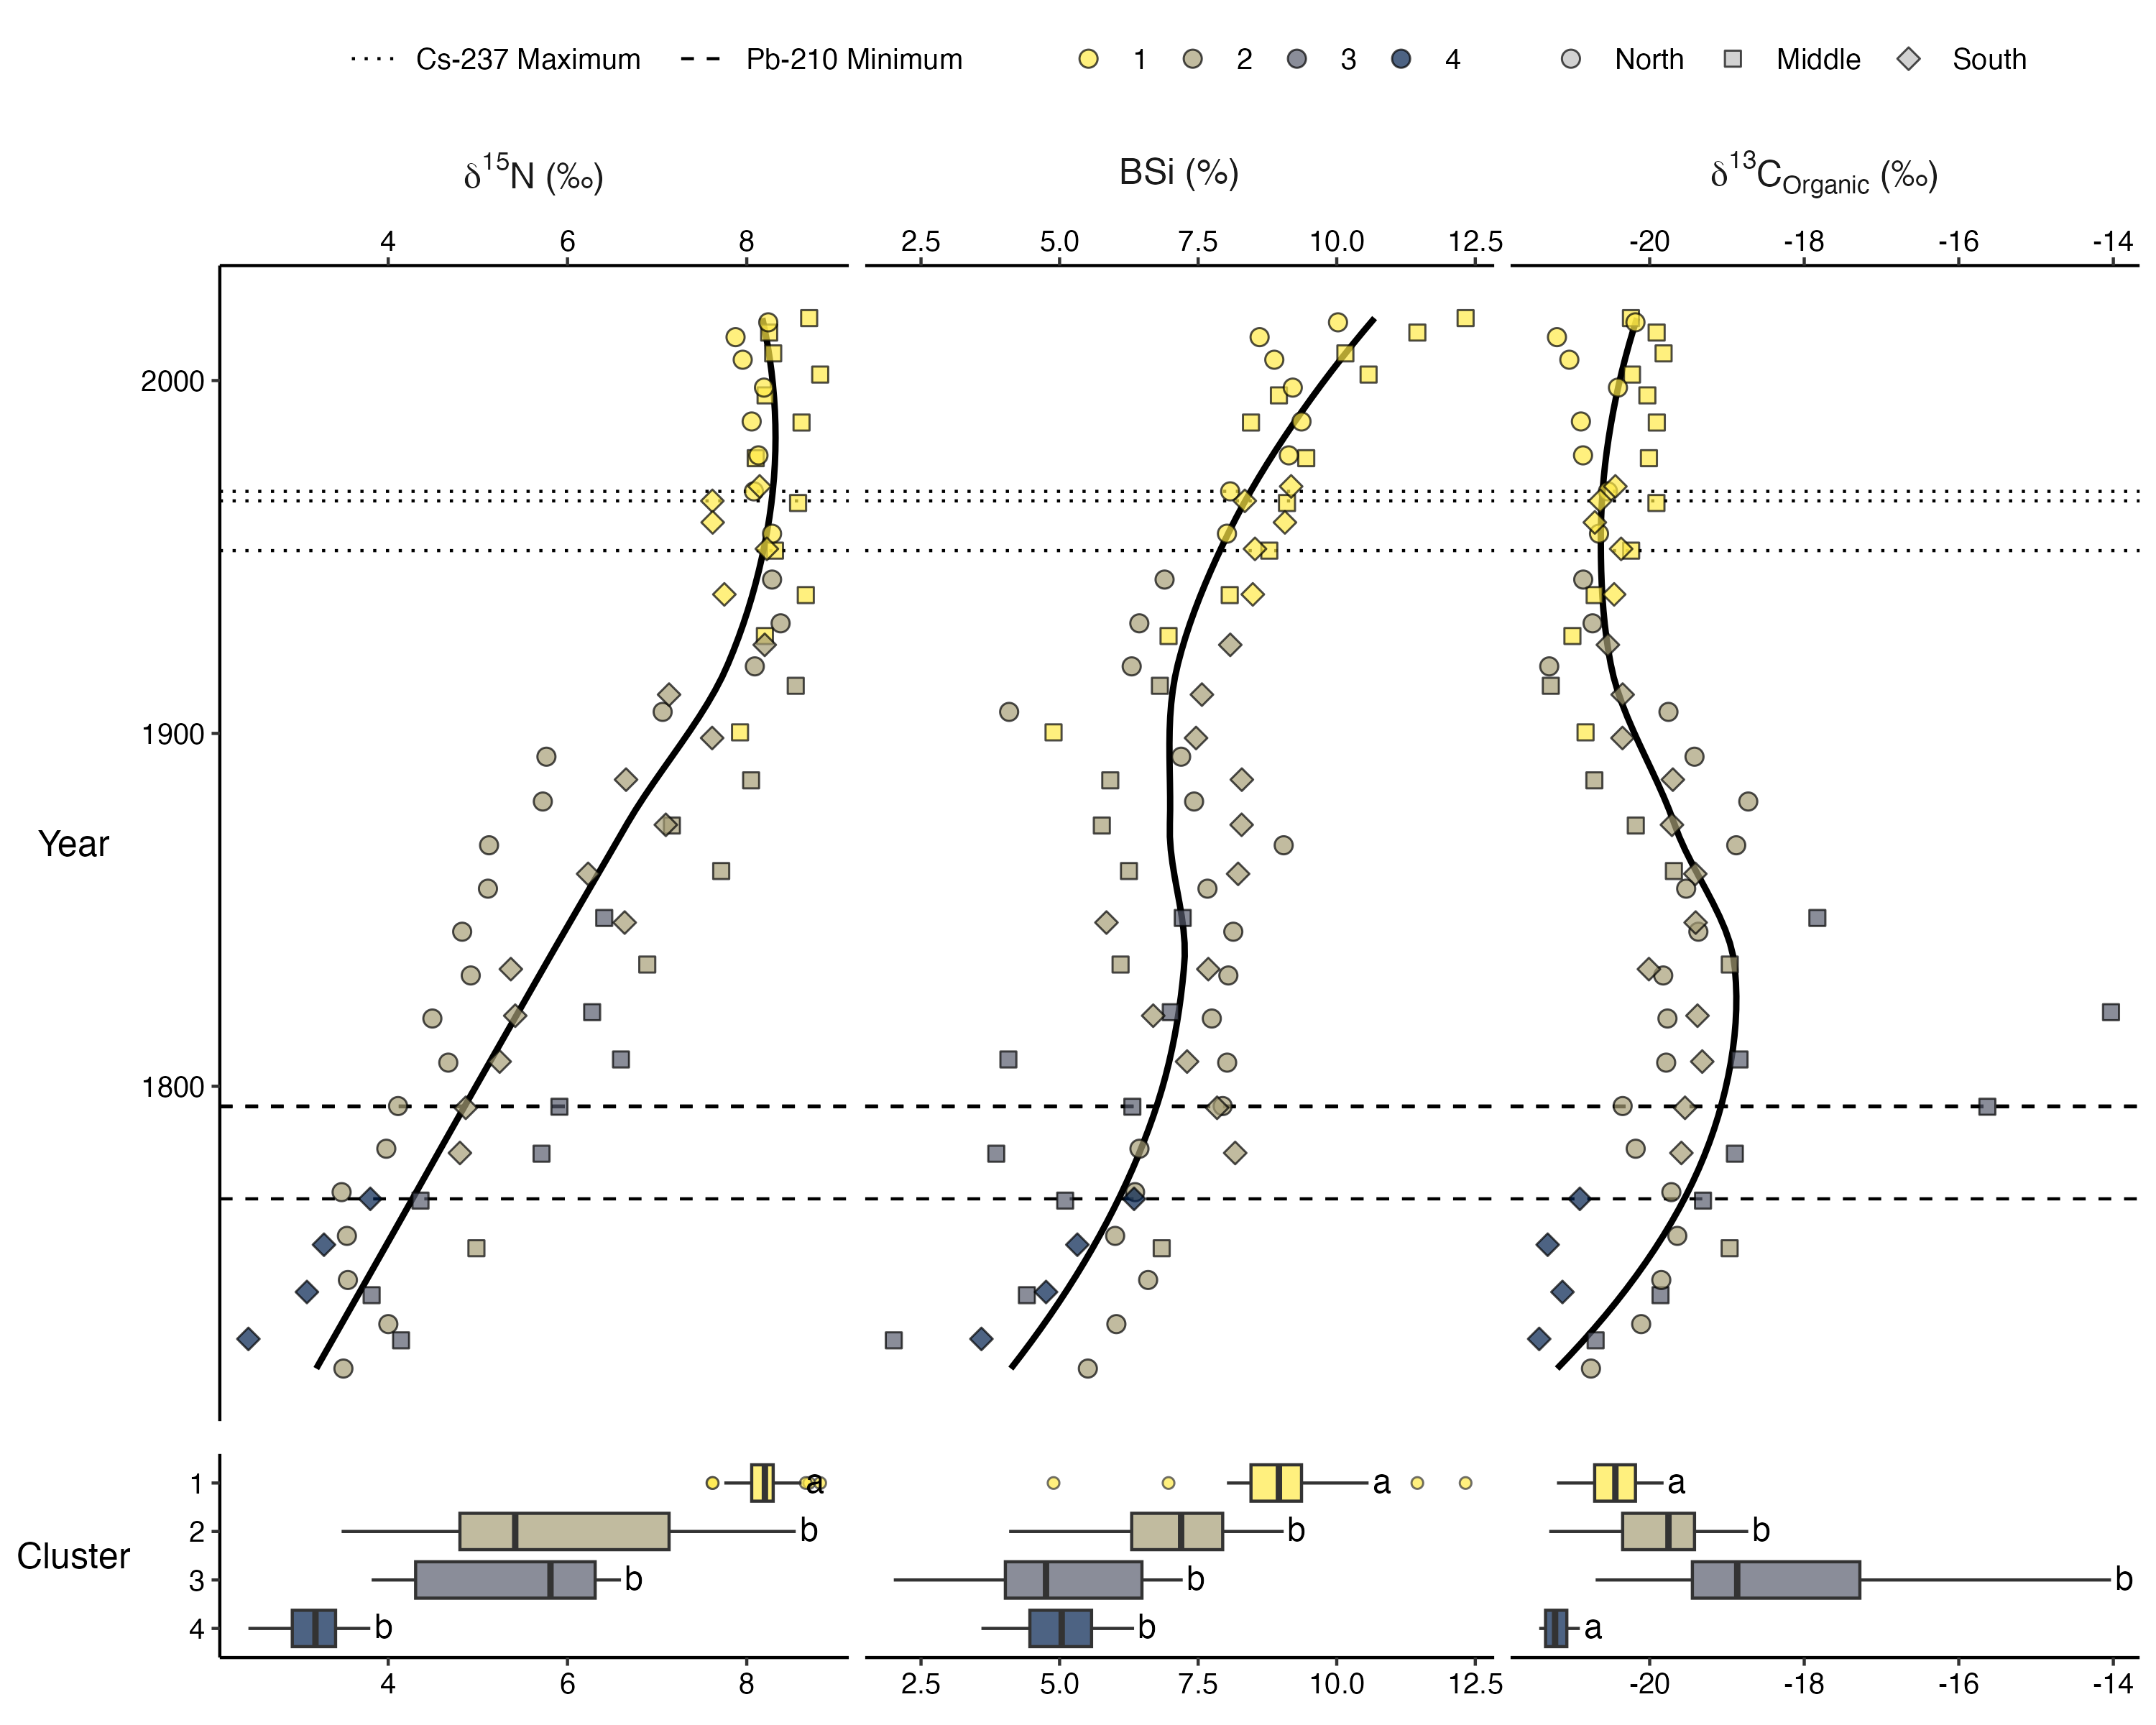 Cs-237 Maximum Pb-210 Minimum 1 2 3 4 North Middle South
δ15N (‰) BSi (%) δ13COrganic (‰)
4 6 8 2.5 5.0 7.5 10.0 12.5 -20 -18 -16 -14
2000
1900
Year
1800
1 a a a
2 b b b
Cluster
3 b b b
4 b b a
4 6 8 2.5 5.0 7.5 10.0 12.5 -20 -18 -16 -14